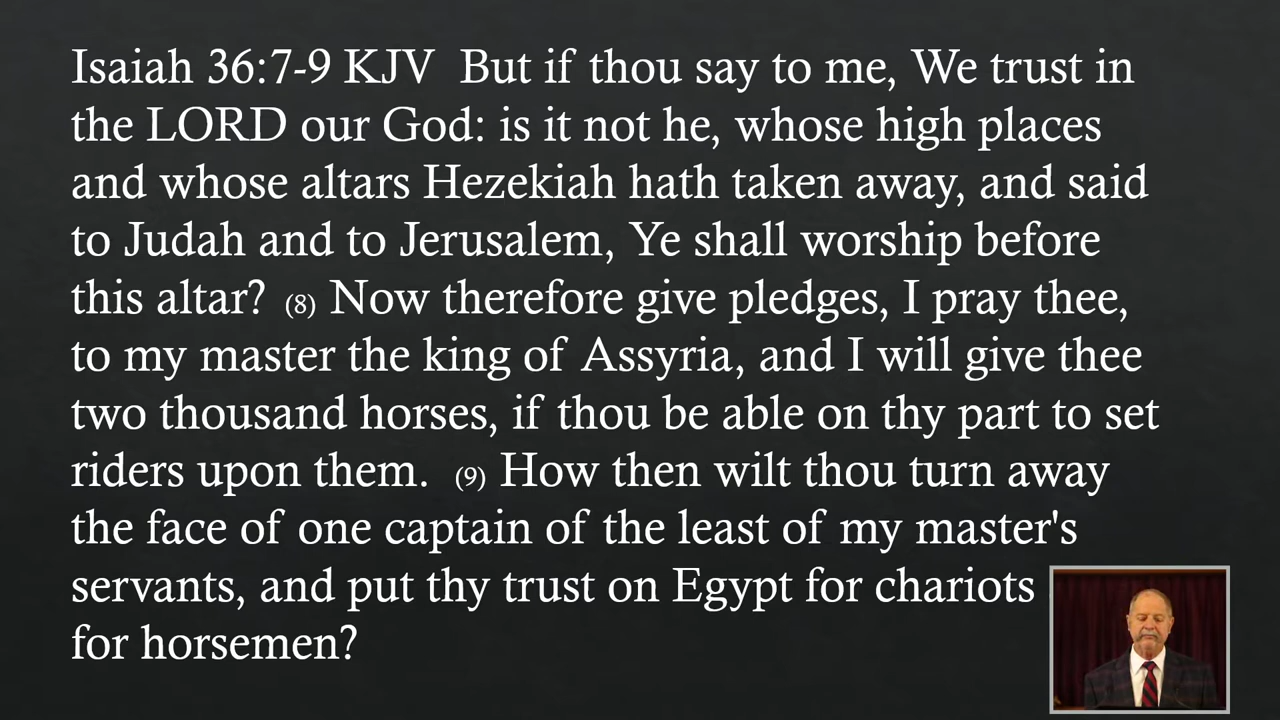 Isaiah 36:7-9 KJV  But if thou say to me, We trust in
the LORD our God: is it not he, whose high places
and whose altars Hezekiah hath taken away, and said
to Judah and to Jerusalem, Ye shall worship before
this altar?  (8) Now therefore give pledges, I pray thee,
to my master the king of Assyria, and I will give thee
two thousand horses, if thou be able on thy part to set
riders upon them.  (9) How then wilt thou turn away
the face of one captain of the least of my master's
servants, and put thy trust on Egypt for chariots
for horsemen?